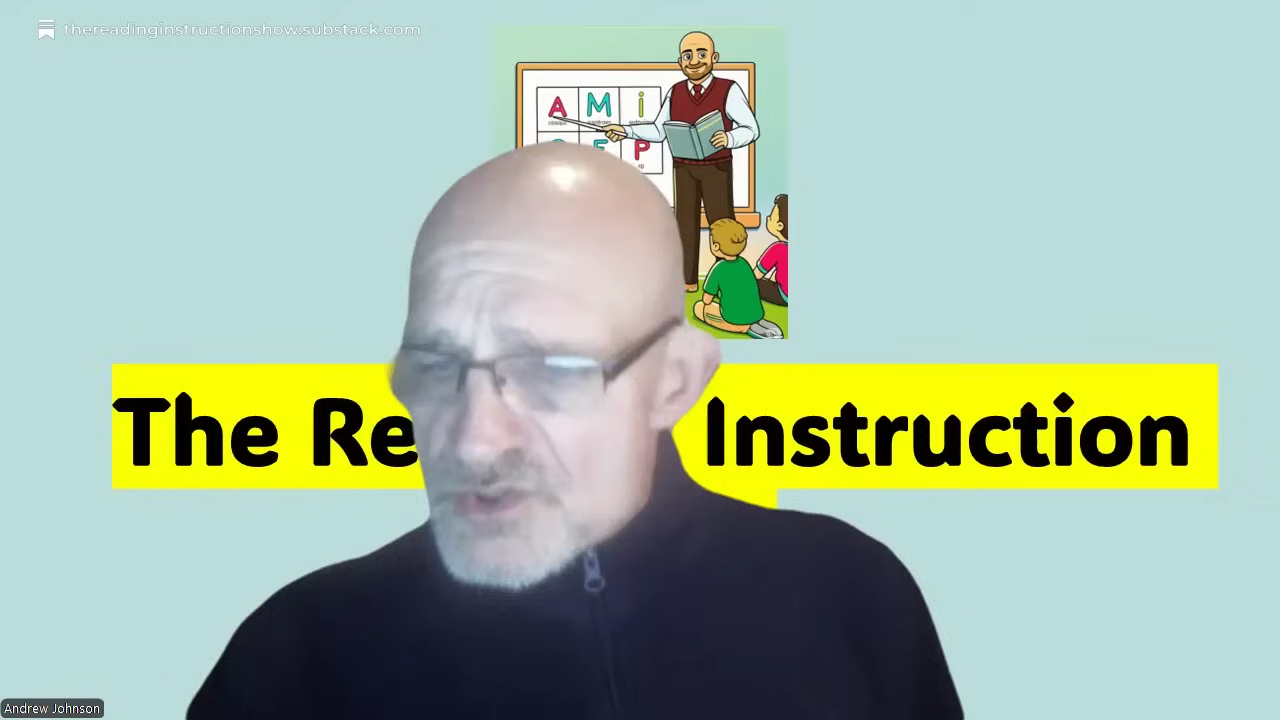 thereadinginstructionshow.substack.com
A M i
P
The Re Instruction
Andrew Johnson